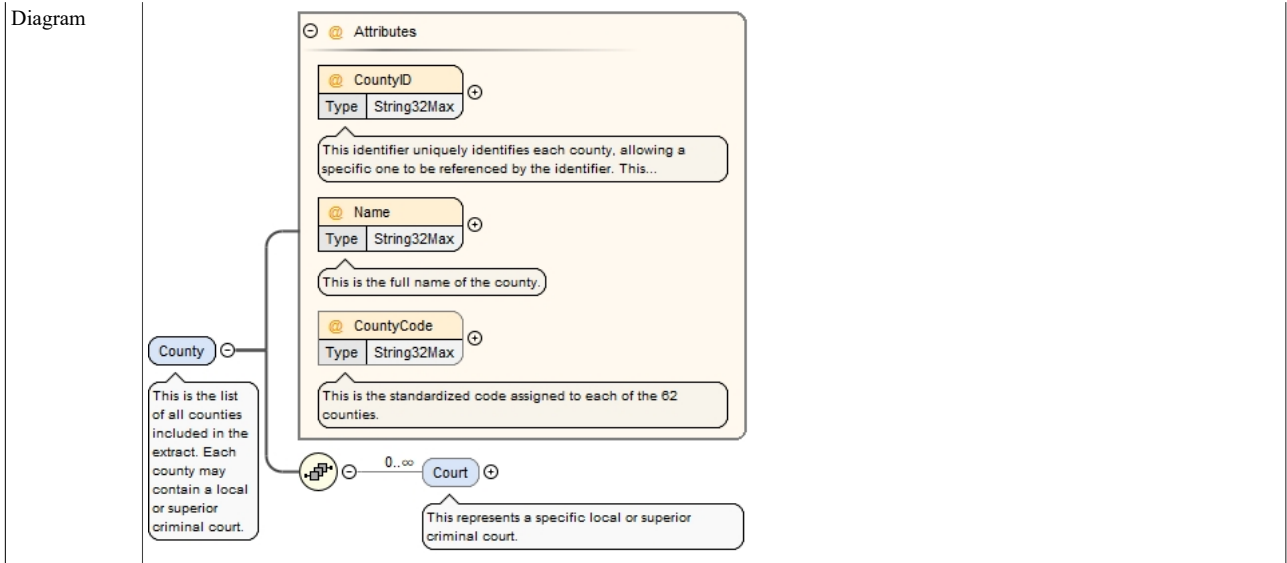 Diagram
@ Attributes
@ CountyID
Type String32Max
This identifier uniquely identifies each county, allowing a
specific one to be referenced by the identifier. This...
@ Name
Type String32Max
This is the full name of the county.
@ CountyCode
Type String32Max
This is the standardized code assigned to each of the 62
counties.
County
This is the list
of all counties
included in the
extract. Each
county may
contain a local
or superior
criminal court.
0..∞
Court
This represents a specific local or superior
criminal court.